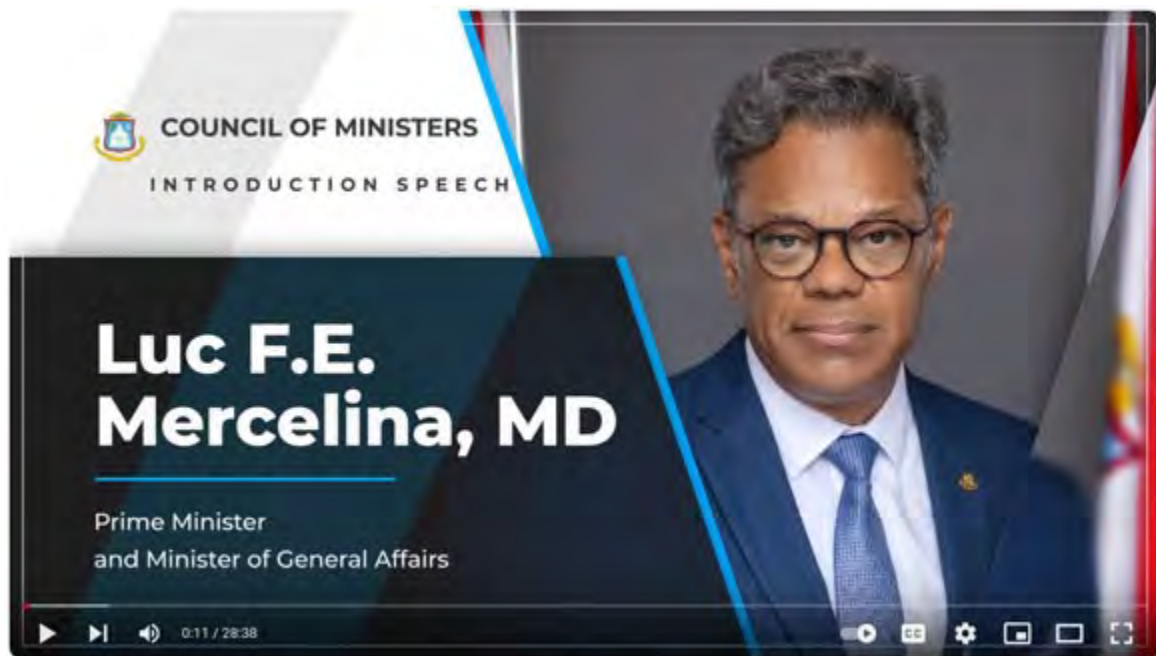 COUNCIL OF MINISTERS
INTRODUCTION SPEECH
Luc F.E.
Mercelina, MD
Prime Minister
and Minister of General Affairs
0:11 / 28:38
CC